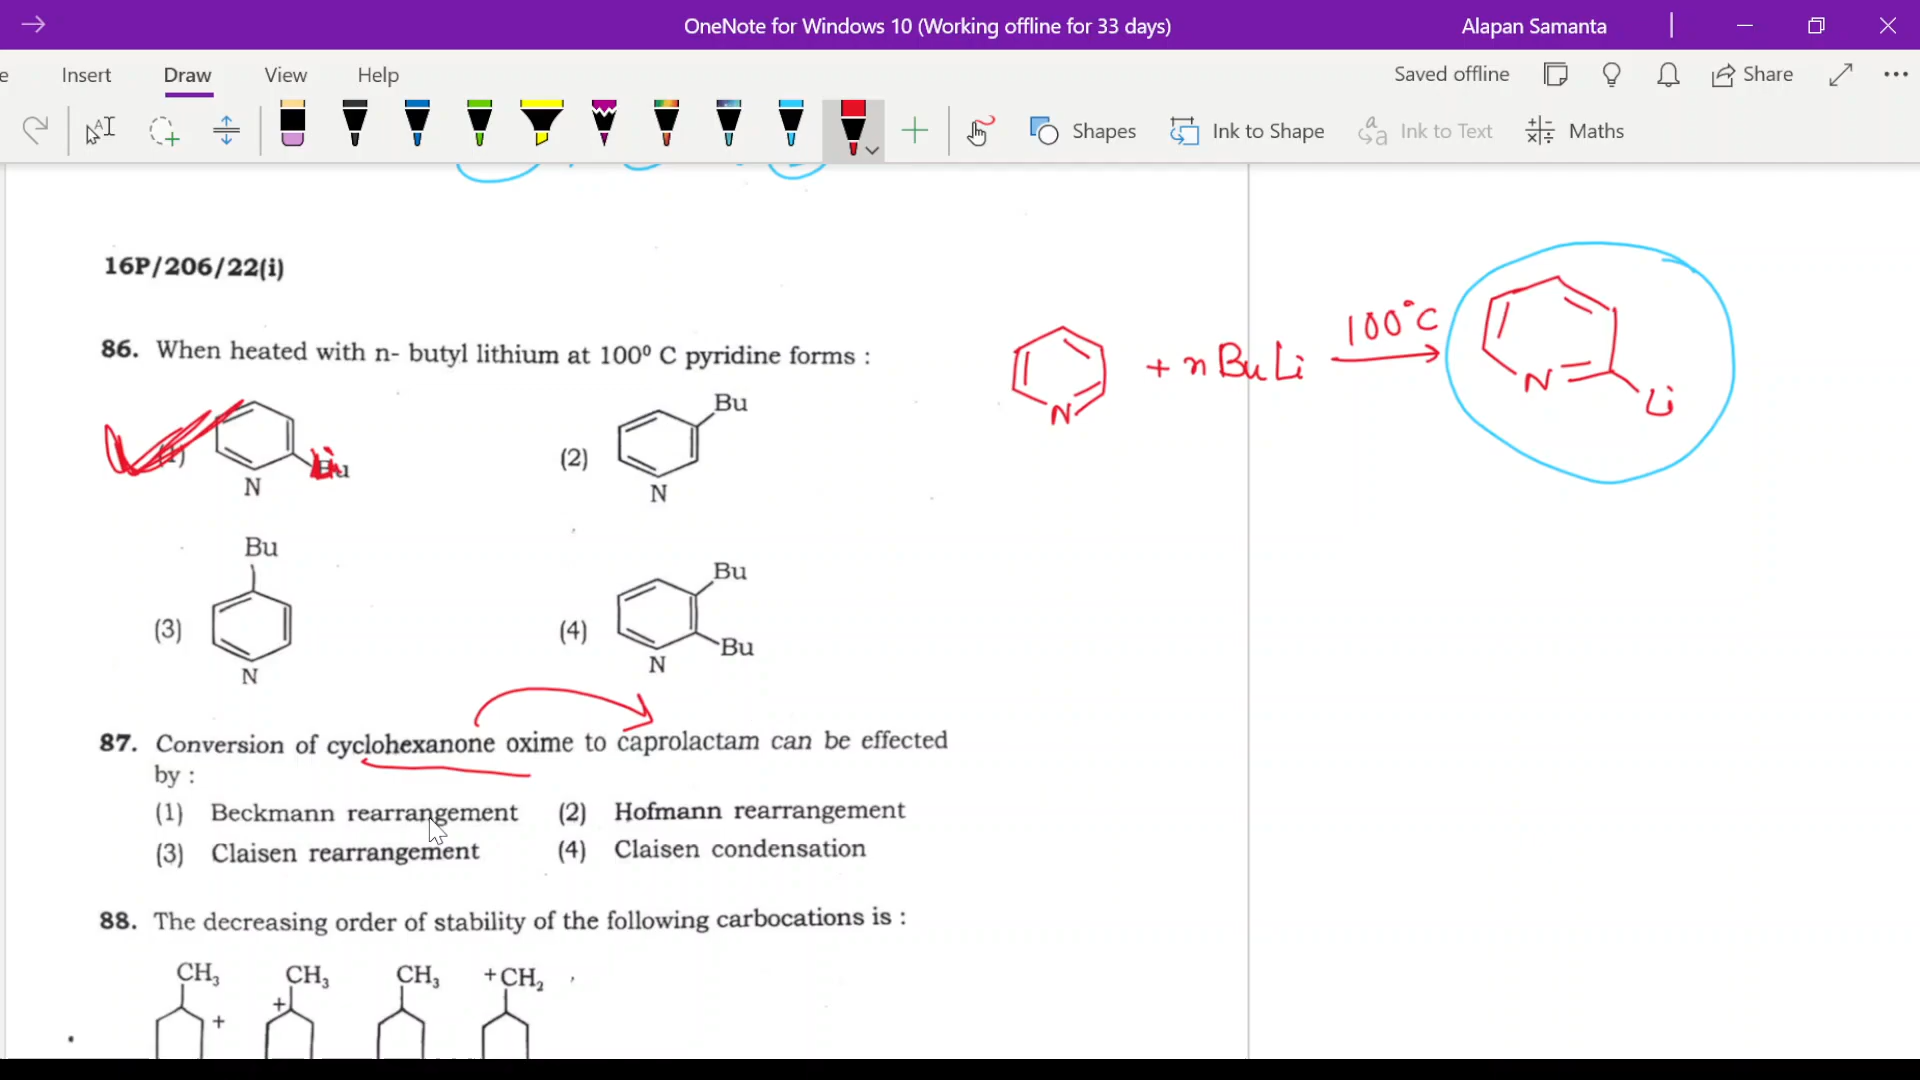 OneNote for Windows 10 (Working offline for 33 days)
Alapan Samanta
e Insert Draw View Help
Saved offline
Share
Shapes
Ink to Shape
Ink to Text
Maths
16P/206/22(i)
86. When heated with n- butyl lithium at 100⁰ C pyridine forms :
N
Li
(2) Bu
N
(3) Bu
N
(4) Bu
Bu
N
N + nBuLi 100°C N Li
87. Conversion of cyclohexanone oxime to caprolactam can be effected
by :
(1) Beckmann rearrangement (2) Hofmann rearrangement
(3) Claisen rearrangement (4) Claisen condensation
88. The decreasing order of stability of the following carbocations is :
CH₃ CH₃ CH₃ +CH₂ ,
+ +